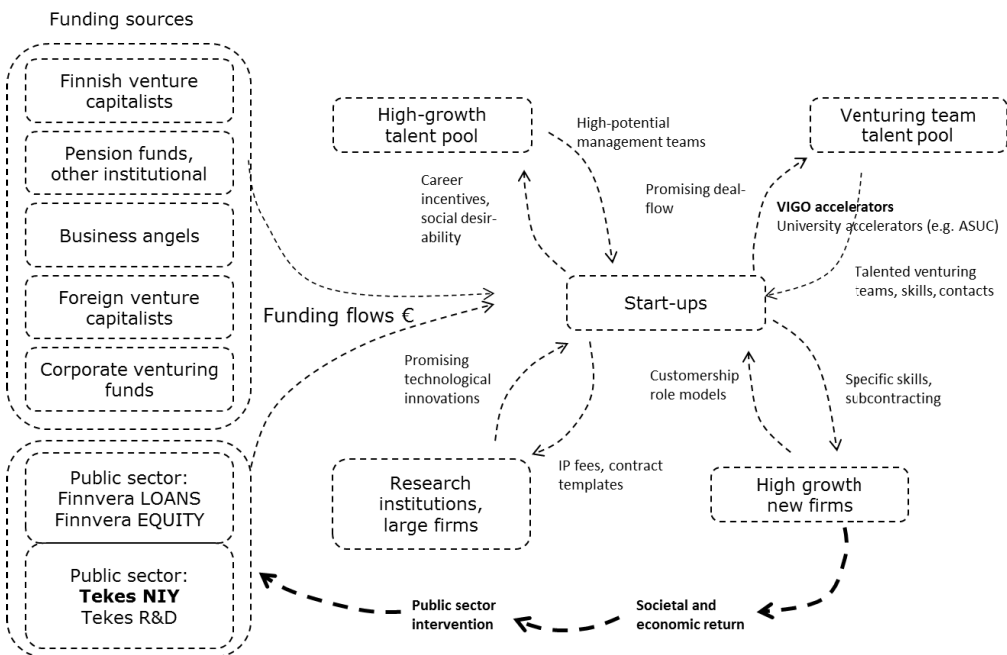 Funding sources
Finnish venture
capitalists
Pension funds,
other institutional
Business angels
Foreign venture
capitalists
Corporate venturing
funds
Public sector:
Finnvera LOANS
Finnvera EQUITY
Public sector:
Tekes NIY
Tekes R&D
Funding flows €
High-growth
talent pool
High-potential
management teams
Career
incentives,
social desir-
ability
Promising deal-
flow
Venturing team
talent pool
VIGO accelerators
University accelerators (e.g. ASUC)
Talented venturing
teams, skills, contacts
Start-ups
Promising
technological
innovations
Customership
role models
Specific skills,
subcontracting
Research
institutions,
large firms
IP fees, contract
templates
High growth
new firms
Public sector
intervention
Societal and
economic return